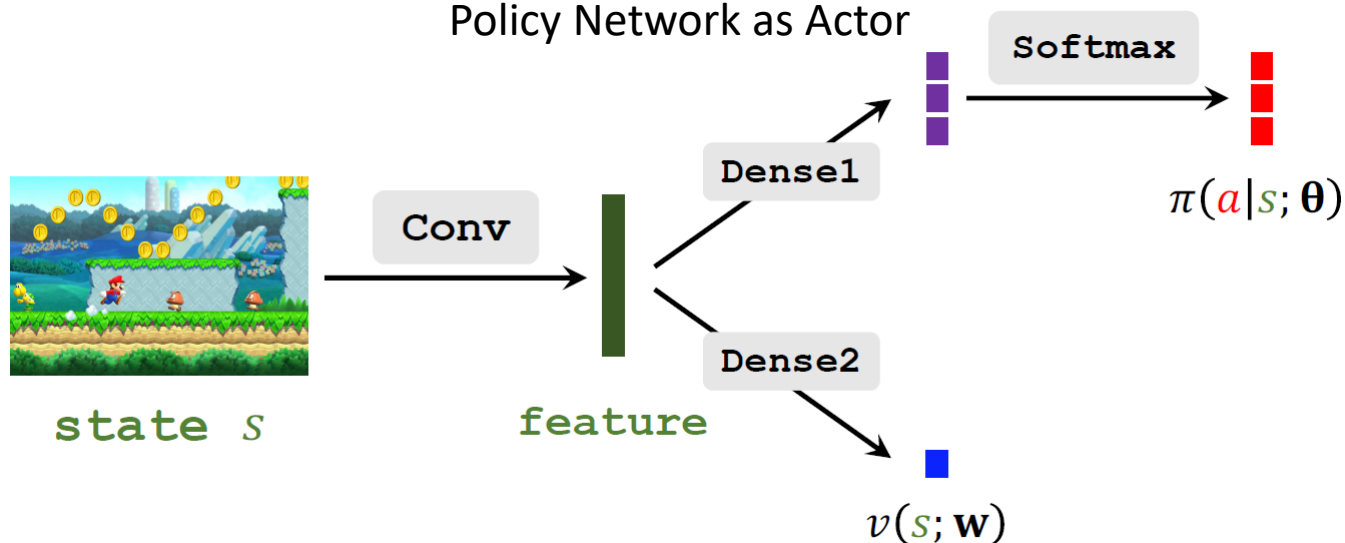 Policy Network as Actor
Softmax
Dense1
π(a|s; θ)
Conv
Dense2
state s
feature
v(s; w)